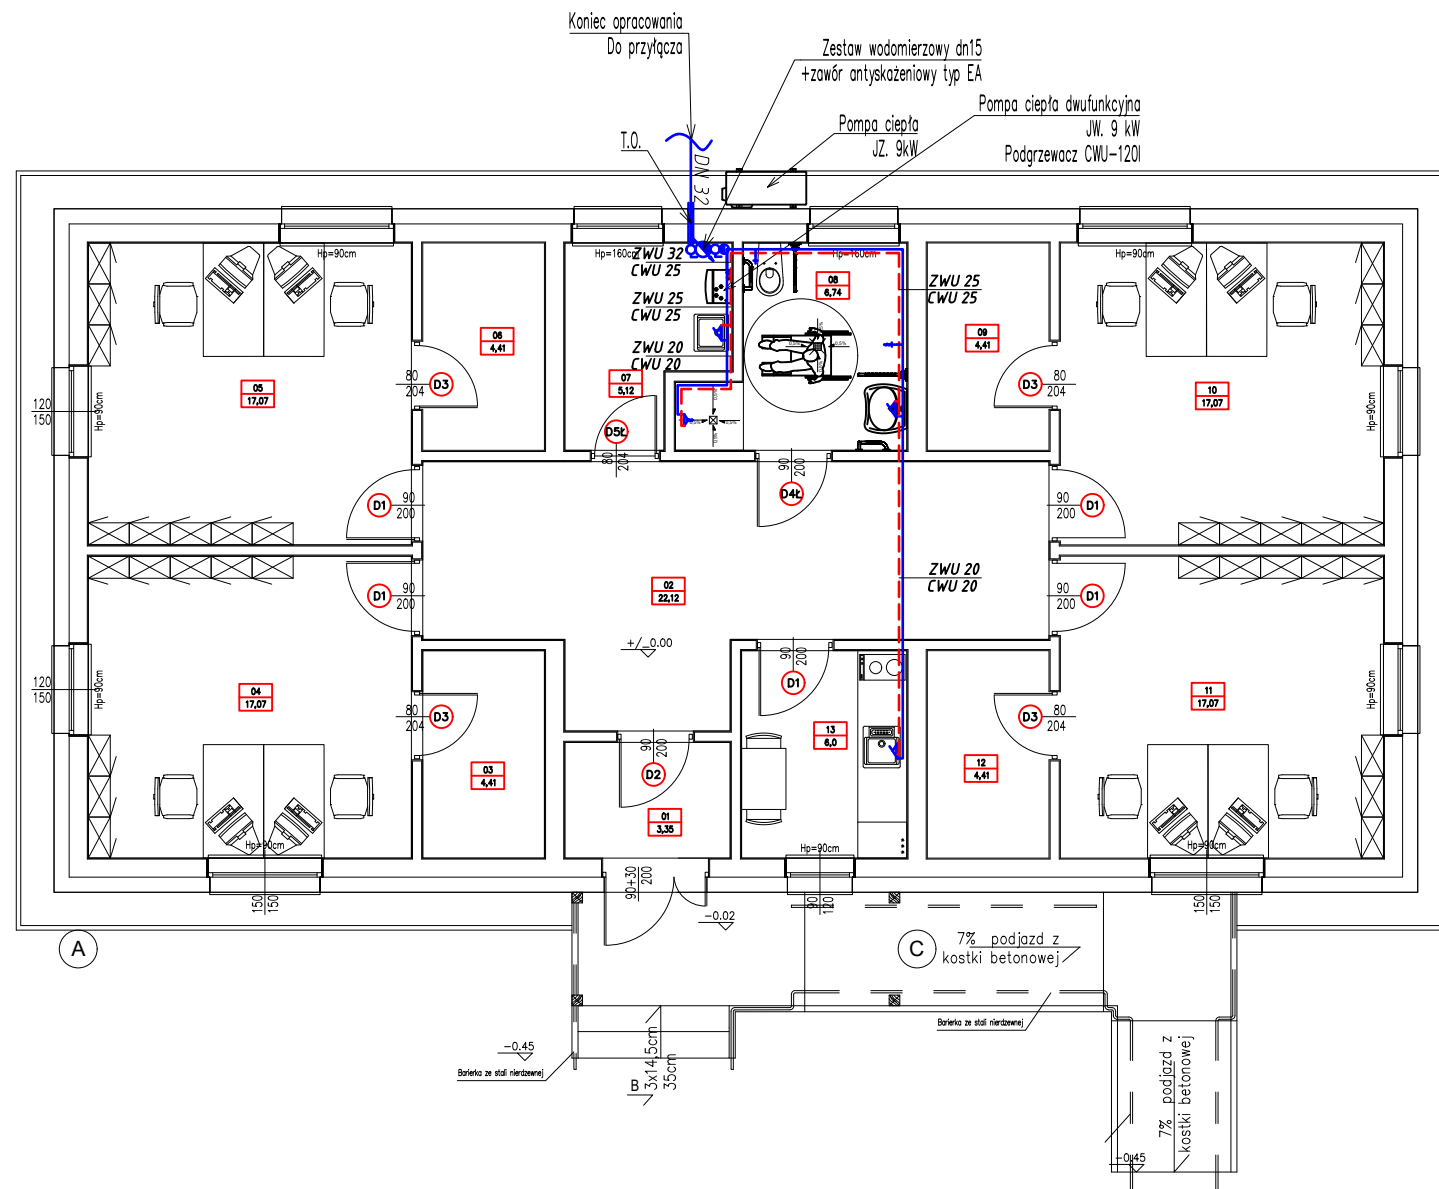 Koniec opracowania
Do przyłącza
Zestaw wodomierzowy dn15
+zawór antyskażeniowy typ EA
Pompa ciepła dwufunkcyjna
JW. 9 kW
Podgrzewacz CWU-120l
Pompa ciepła
JZ. 9kW
T.O.
DN 32
Hp=90cm
Hp=160cm
ZWU 32
CWU 25
Hp=160cm
Hp=90cm
08
6,74
ZWU 25
CWU 25
ZWU 25
CWU 25
06
4,41
09
4,41
ZWU 20
CWU 20
07
5,12
05
17,07
80
204
D3
D3
80
204
10
17,07
120
150
Hp=90cm
Hp=90cm
D5Ł
80
204
90
200
D4Ł
D1
90
200
90
200
D1
02
22,12
ZWU 20
CWU 20
D1
90
200
90
200
D1
+/_0.00
90
200
D1
120
150
Hp=90cm
Hp=90cm
04
17,07
80
204
D3
D3
80
204
11
17,07
13
6,0
90
200
D2
03
4,41
12
4,41
01
3,35
Hp=90cm
Hp=90cm
Hp=90cm
150
150
90+30
200
90
120
150
150
-0.02
A
C
7% podjazd z
kostki betonowej
Barierka ze stali nierdzewnej
-0.45
Barierka ze stali nierdzewnej
B
3x14,5cm
35cm
7% podjazd z
kostki betonowej
-0.45